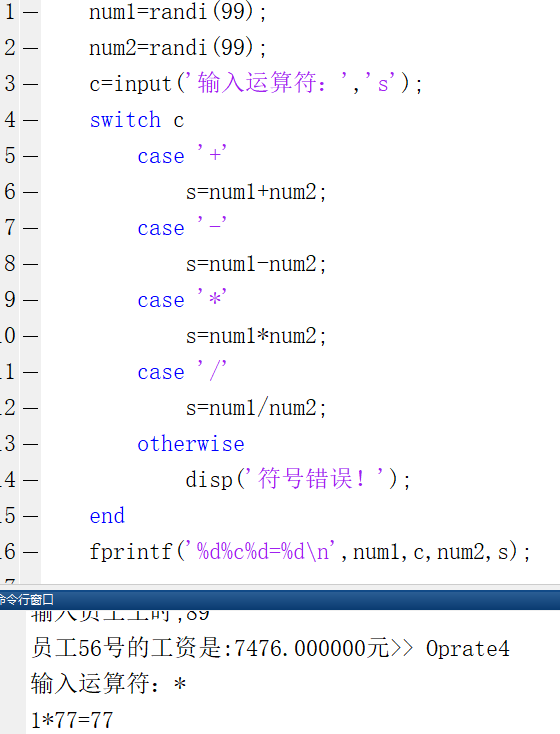 1 — num1=randi(99);
2 — num2=randi(99);
3 — c=input('输入运算符：','s');
4 — switch c
5 — case '+'
6 — s=num1+num2;
7 — case '-'
8 — s=num1-num2;
9 — case '*'
.0 — s=num1*num2;
.1 — case '/'
.2 — s=num1/num2;
.3 — otherwise
.4 — disp('符号错误！');
.5 — end
.6 — fprintf('%d%c%d=%d\n',num1,c,num2,s);
命令行窗口
输入员工工时;89
员工56号的工资是:7476.000000元>> Oprate4
输入运算符：*
1*77=77